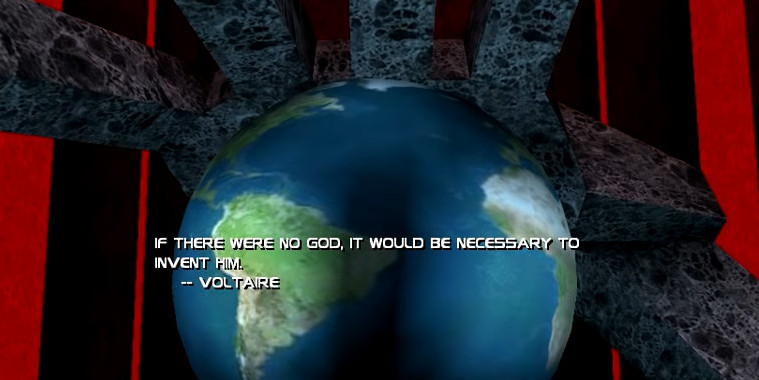 IF THERE WERE NO GOD, IT WOULD BE NECESSARY TO
INVENT HIM.
-- VOLTAIRE